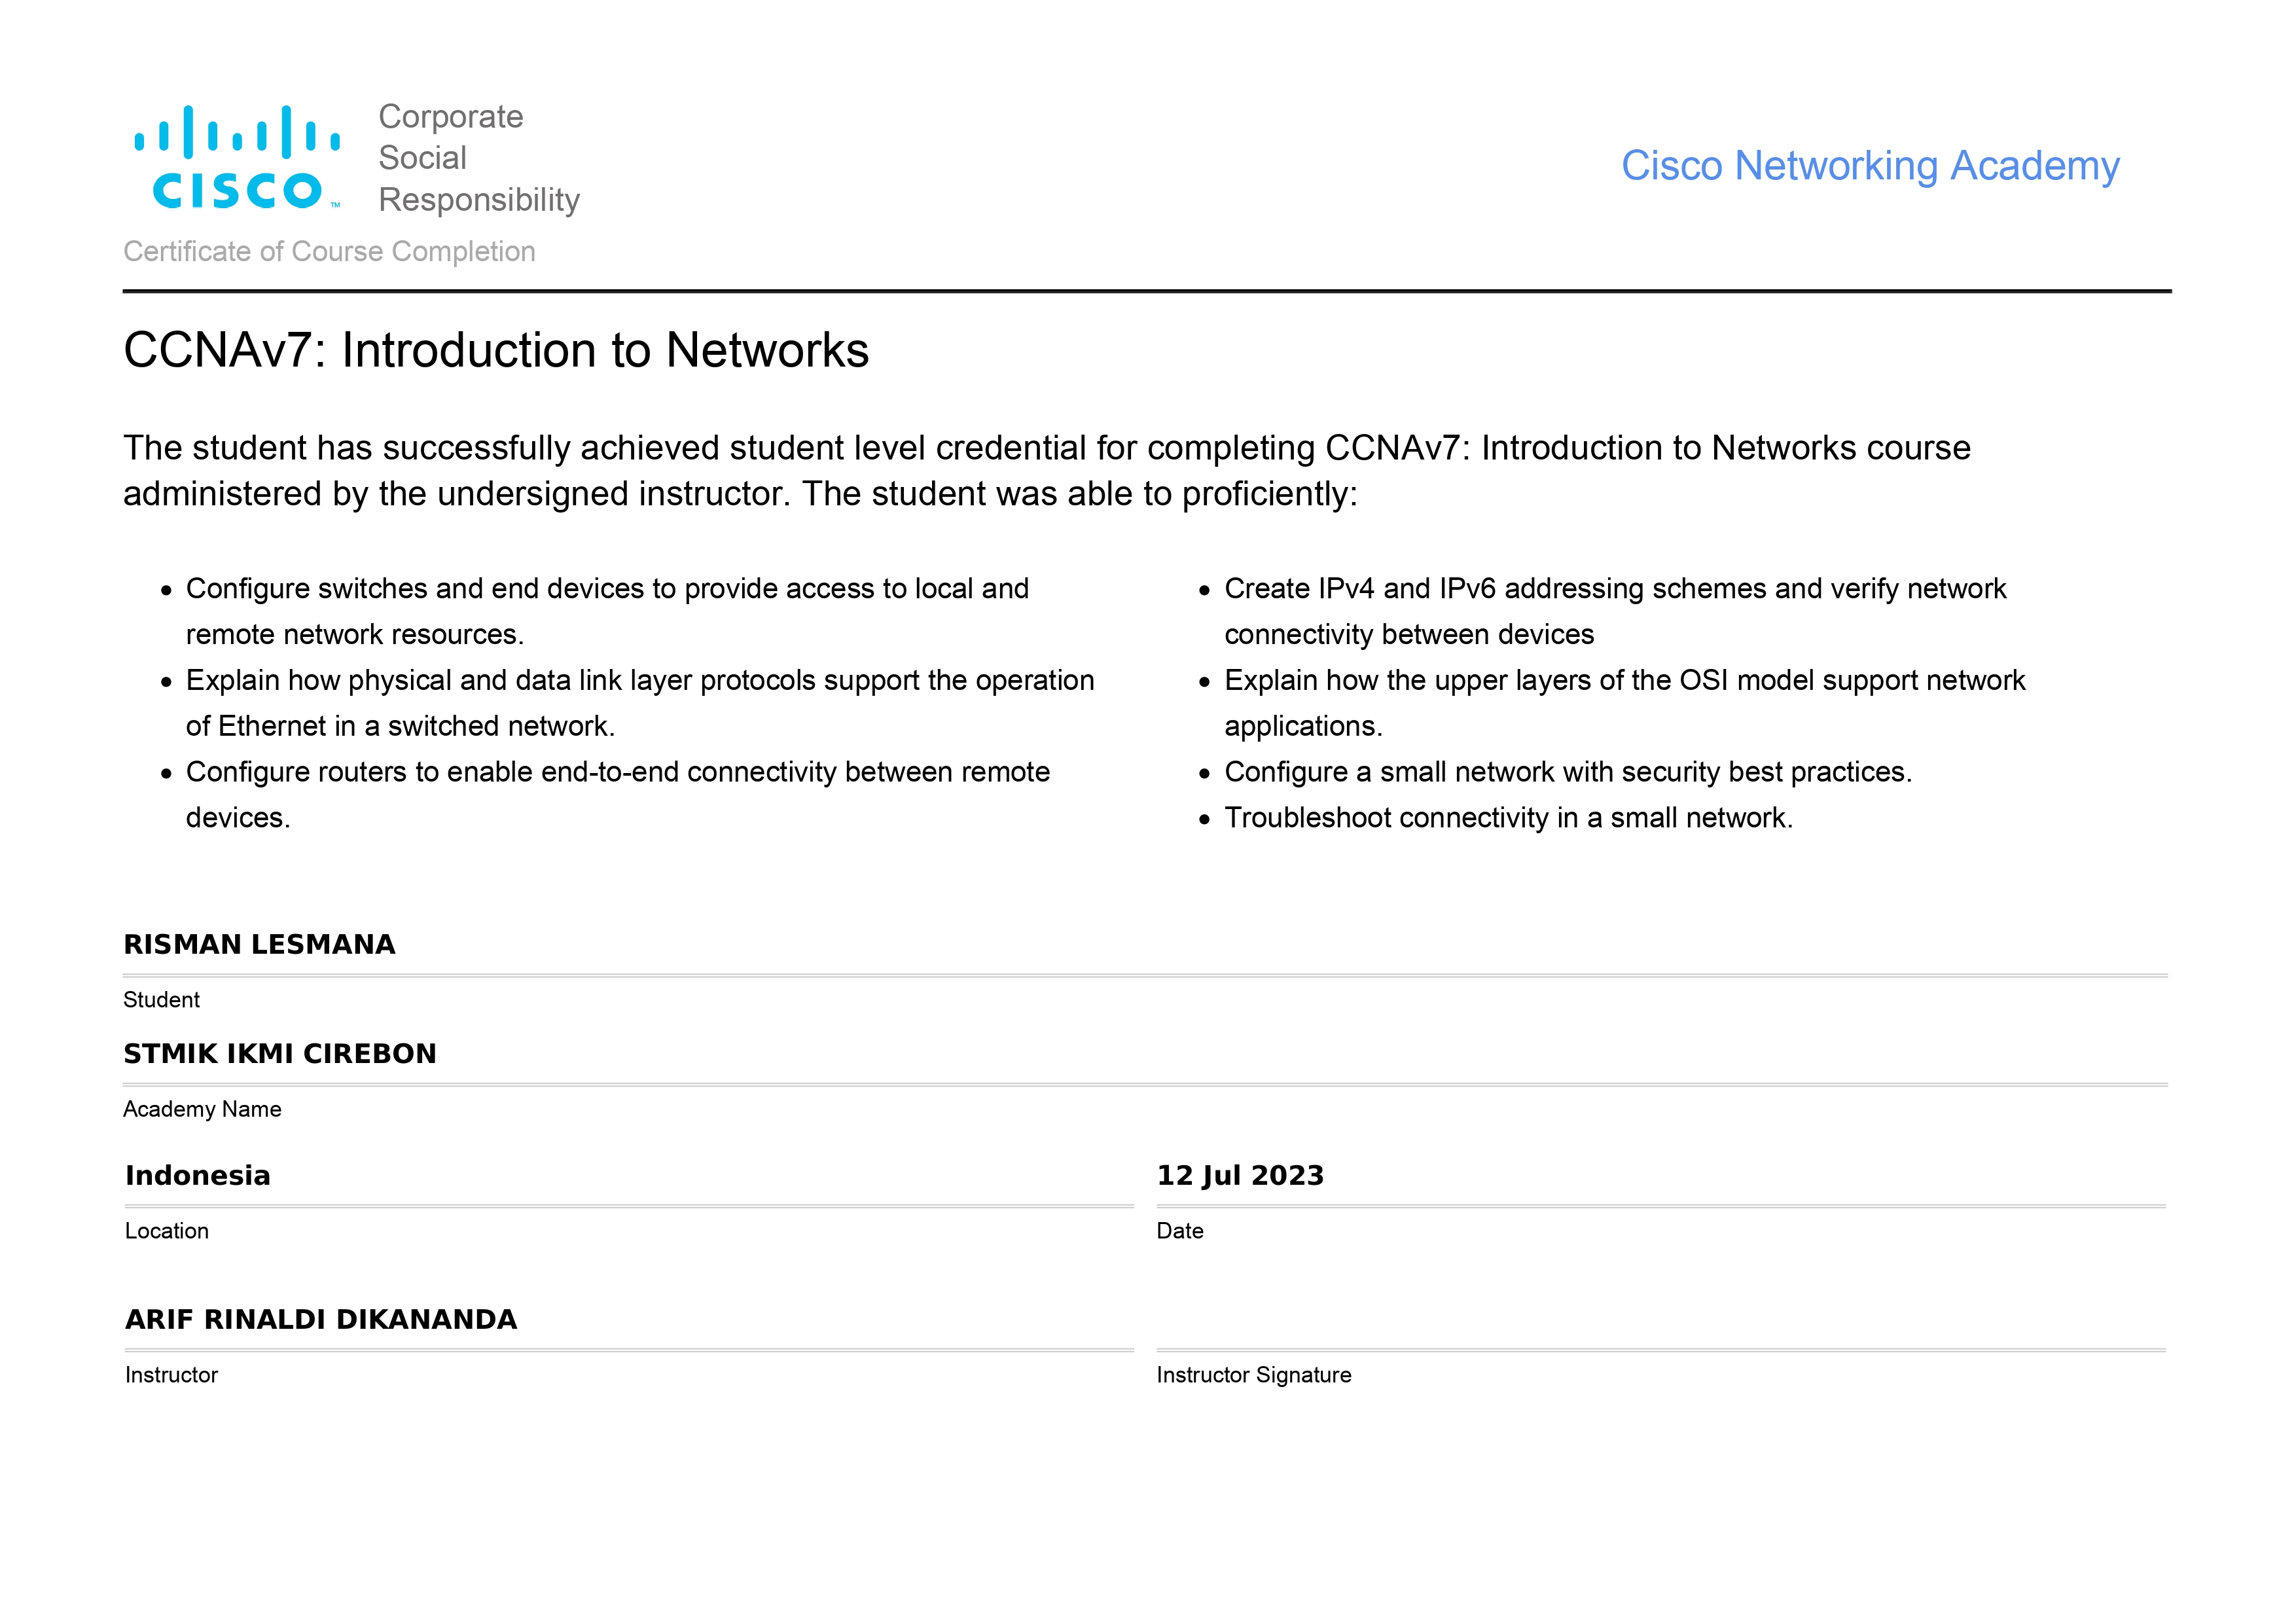 CISCO™
Corporate
Social
Responsibility
Cisco Networking Academy
Certificate of Course Completion
CCNAv7: Introduction to Networks
The student has successfully achieved student level credential for completing CCNAv7: Introduction to Networks course
administered by the undersigned instructor. The student was able to proficiently:
• Configure switches and end devices to provide access to local and
remote network resources.
• Explain how physical and data link layer protocols support the operation
of Ethernet in a switched network.
• Configure routers to enable end-to-end connectivity between remote
devices.
• Create IPv4 and IPv6 addressing schemes and verify network
connectivity between devices
• Explain how the upper layers of the OSI model support network
applications.
• Configure a small network with security best practices.
• Troubleshoot connectivity in a small network.
RISMAN LESMANA
Student
STMIK IKMI CIREBON
Academy Name
Indonesia
Location
12 Jul 2023
Date
ARIF RINALDI DIKANANDA
Instructor
Instructor Signature